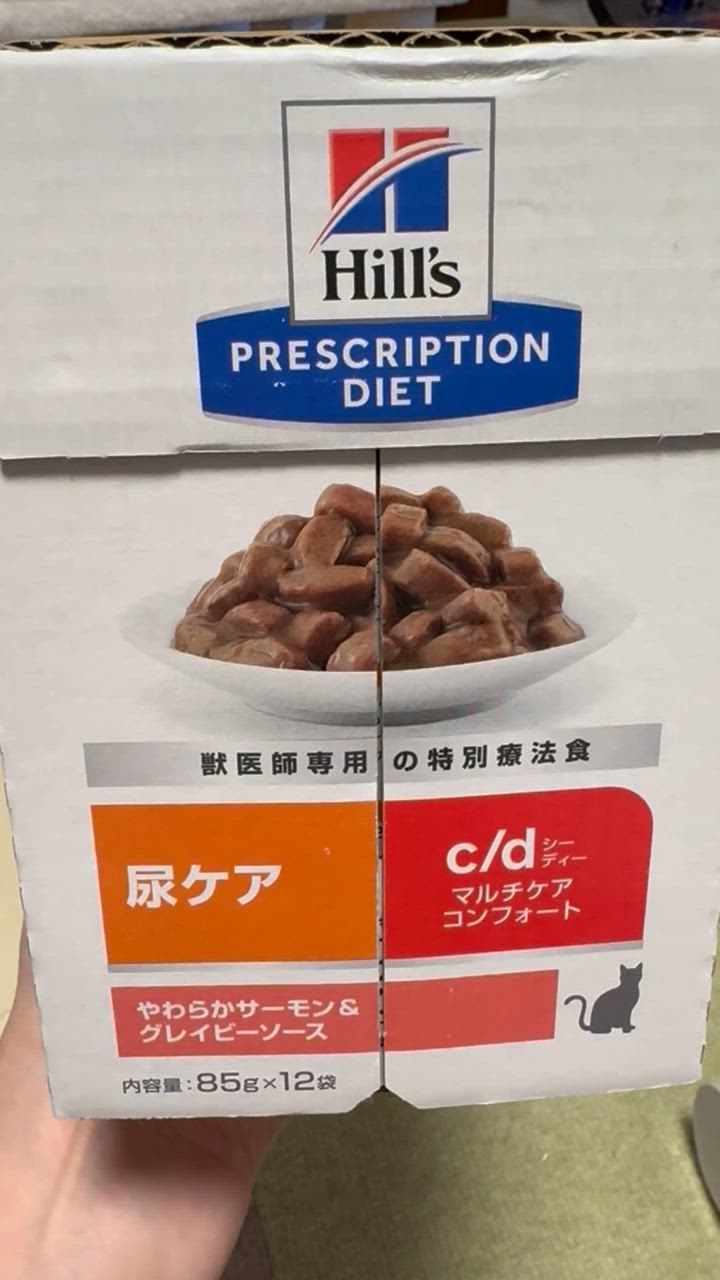 Hill's
PRESCRIPTION
DIET
獣医師専用の特別療法食
尿ケア
c/d シーディー
マルチケア
コンフォート
やわらかサーモン&
グレイビーソース
内容量:85g×12袋